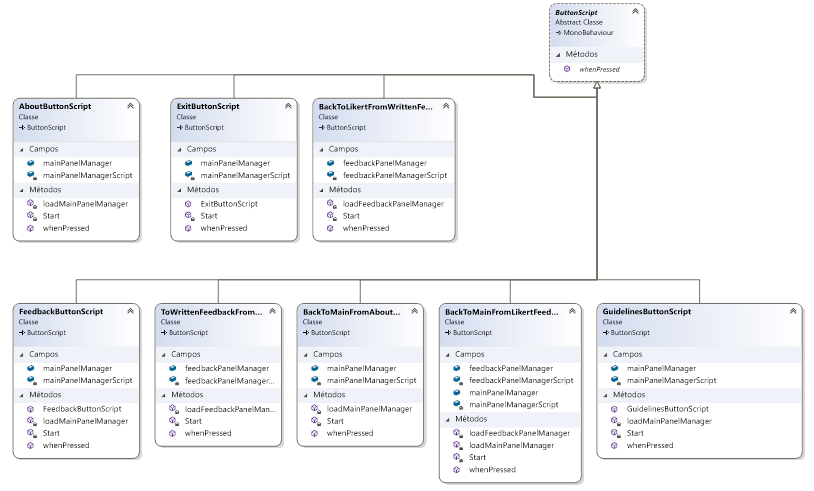 ButtonScript
Abstract Classe
MonoBehaviour
Métodos
whenPressed
AboutButtonScript
Classe
ButtonScript
Campos
mainPanelManager
mainPanelManagerScript
Métodos
loadMainPanelManager
Start
whenPressed
ExitButtonScript
Classe
ButtonScript
Campos
mainPanelManager
mainPanelManagerScript
Métodos
ExitButtonScript
Start
whenPressed
BackToLikertFromWrittenFe...
Classe
ButtonScript
Campos
feedbackPanelManager
feedbackPanelManagerScript
Métodos
loadFeedbackPanelManager
Start
whenPressed
FeedbackButtonScript
Classe
ButtonScript
Campos
mainPanelManager
mainPanelManagerScript
Métodos
FeedbackButtonScript
loadMainPanelManager
Start
whenPressed
ToWrittenFeedbackFrom...
Classe
ButtonScript
Campos
feedbackPanelManager
feedbackPanelManager...
Métodos
loadFeedbackPanelMan...
Start
whenPressed
BackToMainFromAbout...
Classe
ButtonScript
Campos
mainPanelManager
mainPanelManagerScript
Métodos
loadMainPanelManager
Start
whenPressed
BackToMainFromLikertFeed...
Classe
ButtonScript
Campos
feedbackPanelManager
feedbackPanelManagerScript
mainPanelManager
mainPanelManagerScript
Métodos
loadFeedbackPanelManager
loadMainPanelManager
Start
whenPressed
GuidelinesButtonScript
Classe
ButtonScript
Campos
mainPanelManager
mainPanelManagerScript
Métodos
GuidelinesButtonScript
loadMainPanelManager
Start
whenPressed